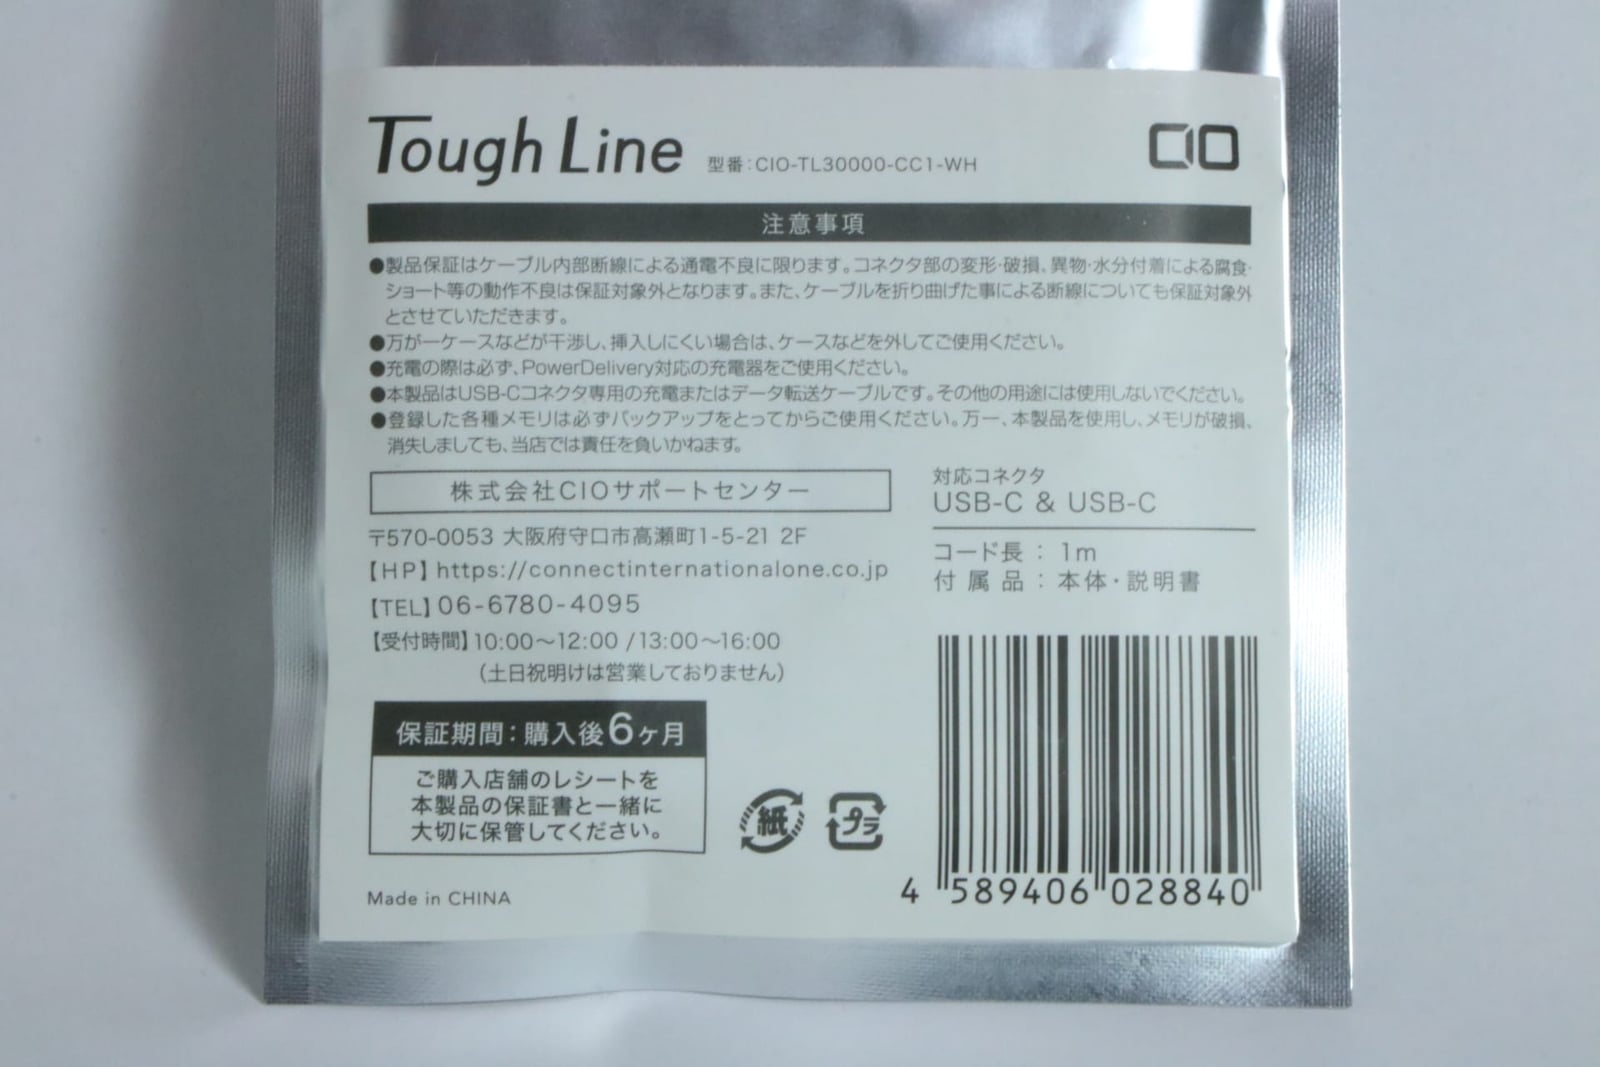 Tough Line 型番:CIO-TL30000-CC1-WH CIO
注意事項
●製品保証はケーブル内部断線による通電不良に限ります。コネクタ部の変形・破損、異物・水分付着による腐食・
ショート等の動作不良は保証対象外となります。また、ケーブルを折り曲げた事による断線についても保証対象外
とさせていただきます。
●万が一ケースなどが干渉し、挿入しにくい場合は、ケースなどを外してご使用ください。
●充電の際は必ず、PowerDelivery対応の充電器をご使用ください。
●本製品はUSB-Cコネクタ専用の充電またはデータ転送ケーブルです。その他の用途には使用しないでください。
●登録した各種メモリは必ずバックアップをとってからご使用ください。万一、本製品を使用し、メモリが破損、
消失しましても、当店では責任を負いかねます。
株式会社CIOサポートセンター
〒570-0053 大阪府守口市高瀬町1-5-21 2F
【HP】https://connectinternationalone.co.jp
【TEL】06-6780-4095
【受付時間】10:00〜12:00 /13:00〜16:00
(土日祝明けは営業しておりません)
対応コネクタ
USB-C & USB-C
コード長 : 1m
付属品 : 本体・説明書
保証期間:購入後6ヶ月
ご購入店舗のレシートを
本製品の保証書と一緒に
大切に保管してください。
紙 プラ
Made in CHINA
4 589406 028840